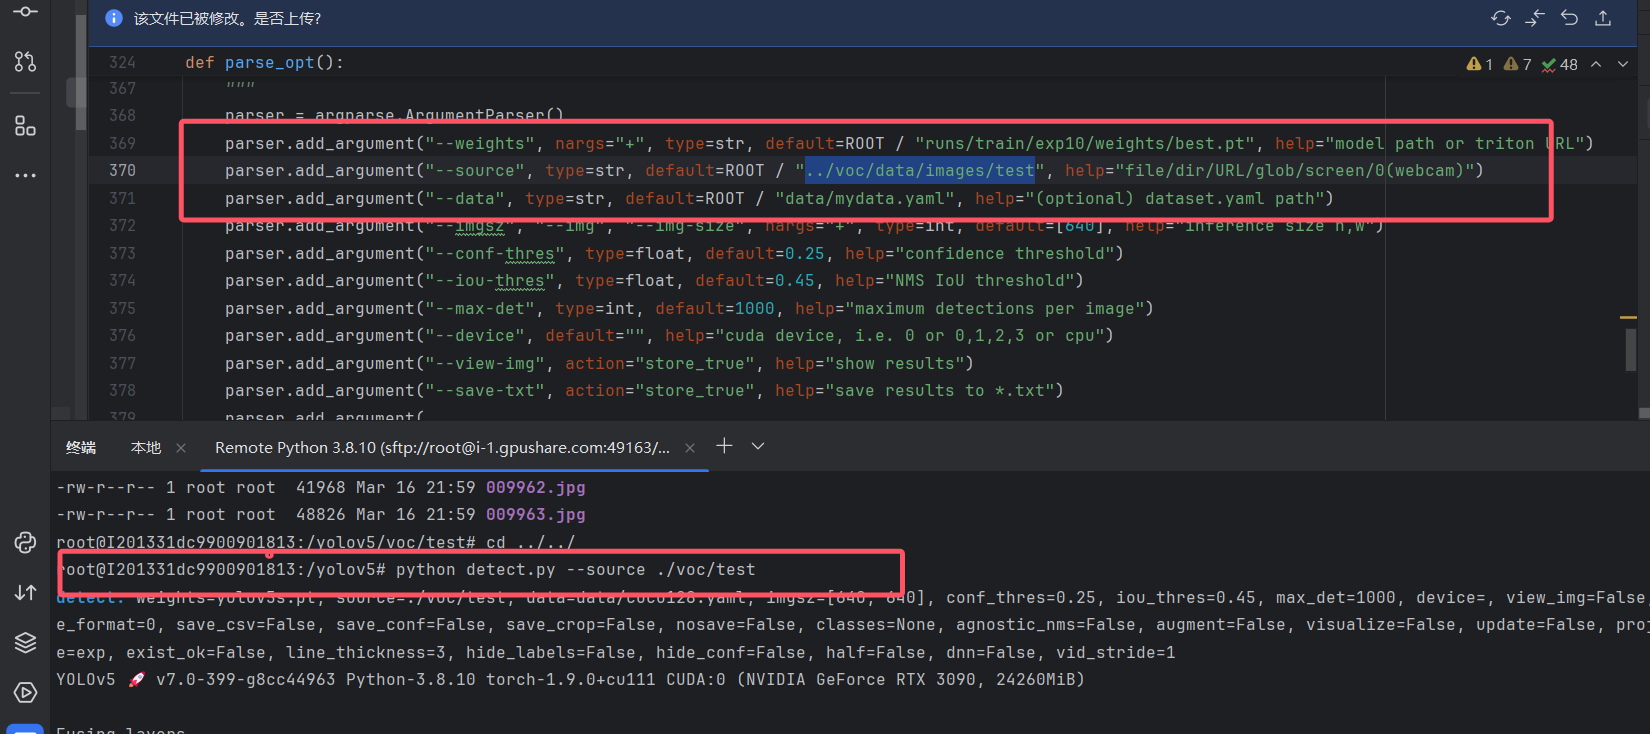 该文件已被修改。是否上传?
324 def parse_opt():
1 7 48
367 """
368 parser = argparse.ArgumentParser()
369 parser.add_argument("--weights", nargs="+", type=str, default=ROOT / "runs/train/exp10/weights/best.pt", help="model path or triton URL")
370 parser.add_argument("--source", type=str, default=ROOT / "../voc/data/images/test", help="file/dir/URL/glob/screen/0(webcam)")
371 parser.add_argument("--data", type=str, default=ROOT / "data/mydata.yaml", help="(optional) dataset.yaml path")
372 parser.add_argument("--imgsz", "--img", "--img-size", nargs="+", type=int, default=[640], help="inference size h,w")
373 parser.add_argument("--conf-thres", type=float, default=0.25, help="confidence threshold")
374 parser.add_argument("--iou-thres", type=float, default=0.45, help="NMS IoU threshold")
375 parser.add_argument("--max-det", type=int, default=1000, help="maximum detections per image")
376 parser.add_argument("--device", default="", help="cuda device, i.e. 0 or 0,1,2,3 or cpu")
377 parser.add_argument("--view-img", action="store_true", help="show results")
378 parser.add_argument("--save-txt", action="store_true", help="save results to *.txt")
379 parser.add_argument(
终端 本地 Remote Python 3.8.10 (sftp://root@i-1.gpushare.com:49163/...
-rw-r--r-- 1 root root 41968 Mar 16 21:59 009962.jpg
-rw-r--r-- 1 root root 48826 Mar 16 21:59 009963.jpg
root@I201331dc9900901813:/yolov5/voc/test# cd ../../
root@I201331dc9900901813:/yolov5# python detect.py --source ./voc/test
detect: weights=yolov5s.pt, source=./voc/test, data=data/coco128.yaml, imgsz=[640, 640], conf_thres=0.25, iou_thres=0.45, max_det=1000, device=, view_img=False,
e_format=0, save_csv=False, save_conf=False, save_crop=False, nosave=False, classes=None, agnostic_nms=False, augment=False, visualize=False, update=False, proj
e=exp, exist_ok=False, line_thickness=3, hide_labels=False, hide_conf=False, half=False, dnn=False, vid_stride=1
YOLOv5 🚀 v7.0-399-g8cc44963 Python-3.8.10 torch-1.9.0+cu111 CUDA:0 (NVIDIA GeForce RTX 3090, 24260MiB)
Fusing layers